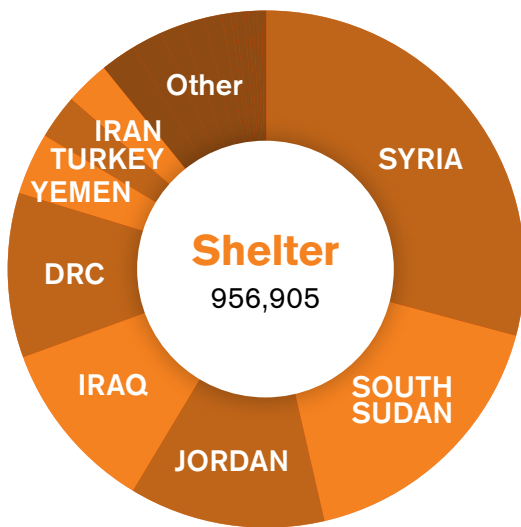 Other
IRAN
TURKEY
YEMEN
SYRIA
Shelter
956,905
DRC
IRAQ
SOUTH
SUDAN
JORDAN